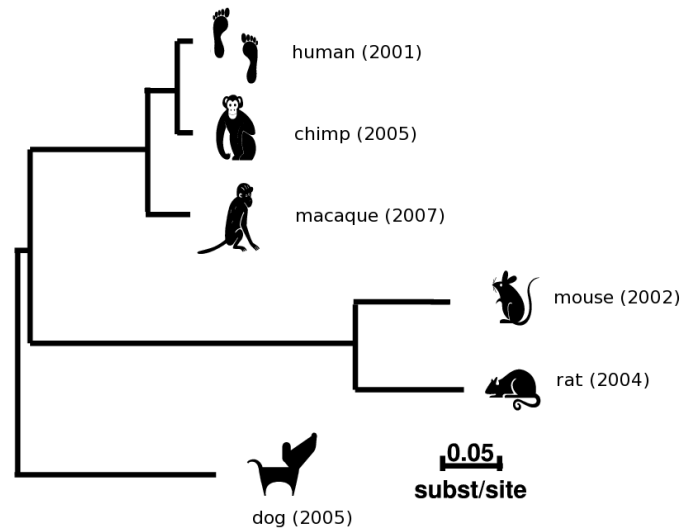 human (2001)
chimp (2005)
macaque (2007)
mouse (2002)
rat (2004)
0.05
subst/site
dog (2005)